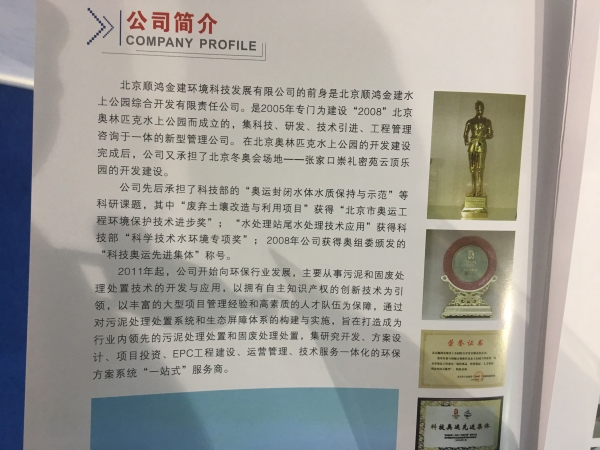 公司简介
COMPANY PROFILE
北京顺鸿金建环境科技发展有限公司的前身是北京顺鸿金建水
上公园综合开发有限责任公司。是2005年专门为建设“2008”北京
奥林匹克水上公园而成立的，集科技、研发、技术引进、工程管理
咨询于一体的新型管理公司。在北京奥林匹克水上公园的开发建设
完成后，公司又承担了北京冬奥会场地——张家口崇礼密苑云顶乐
园的开发建设。
公司先后承担了科技部的“奥运封闭水体水质保持与示范”等
科研课题，其中“废弃土壤改造与利用项目”获得“北京市奥运工
程环境保护技术进步奖”；“水处理站尾水处理技术应用”获得科
技部“科学技术水环境专项奖”；2008年公司获得奥组委颁发的
“科技奥运先进集体”称号。
2011年起，公司开始向环保行业发展，主要从事污泥和固废处
理处置技术的开发与应用，以拥有自主知识产权的创新技术为引
领，以丰富的大型项目管理经验和高素质的人才队伍为保障，通过
对污泥处理处置系统和生态屏障体系的构建与实施，旨在打造成为
行业内领先的污泥处理处置和固废处理处置，集研究开发、方案设
计、项目投资、EPC工程建设、运营管理、技术服务一体化的环保
方案系统“一站式”服务商。
荣誉证书
科技奥运先进集体